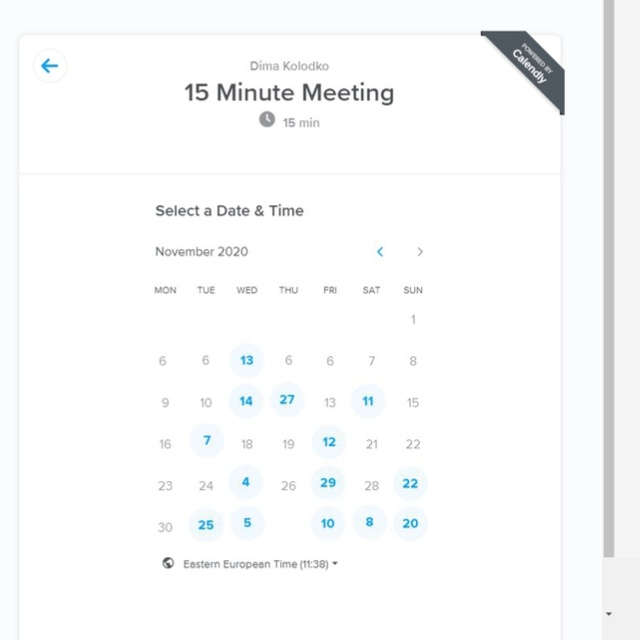 POWERED BY
Calendly
Dima Kolodko
15 Minute Meeting
15 min
Select a Date & Time
November 2020
MON TUE WED THU FRI SAT SUN
1
6 6 13 6 6 7 8
9 10 14 27 13 11 15
16 7 18 19 12 21 22
23 24 4 26 29 28 22
30 25 5 10 8 20
Eastern European Time (11:38)